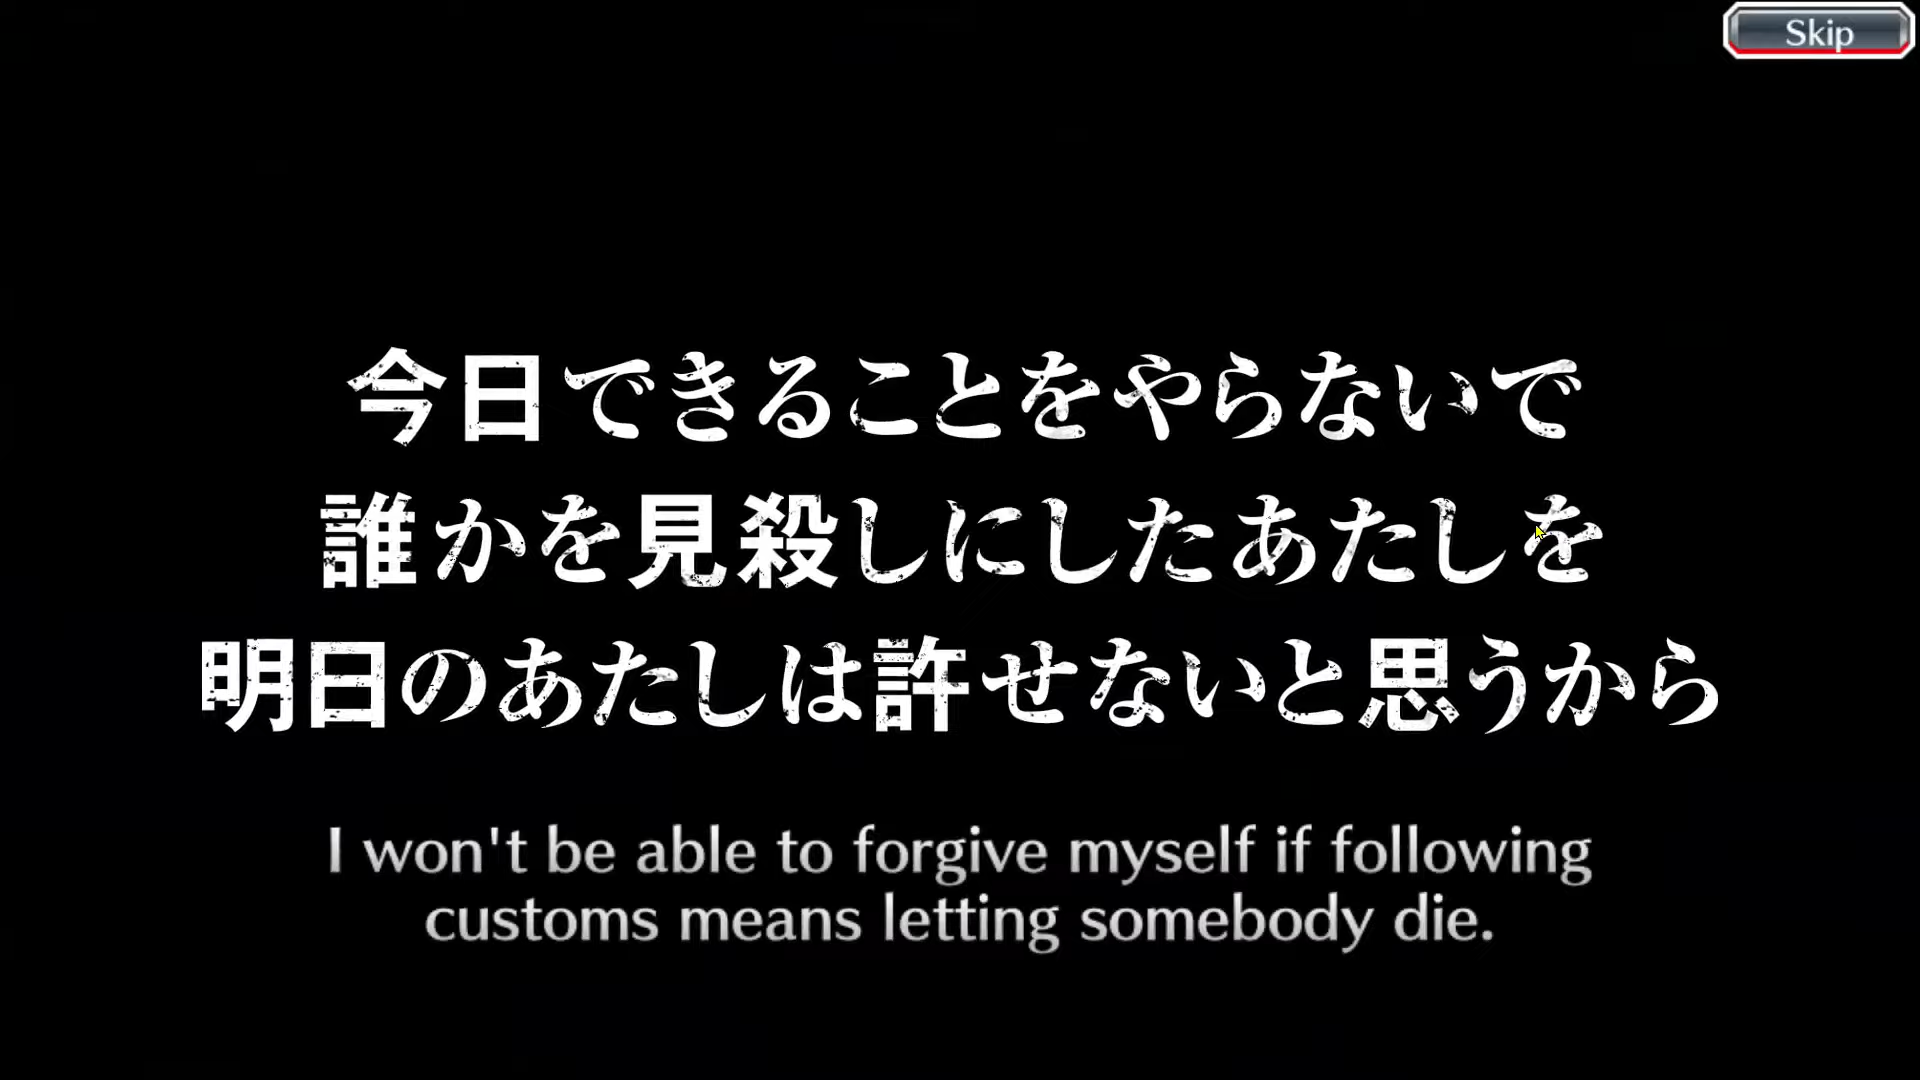 Skip
今日できることをやらないで
誰かを見殺しにしたあたしを
明日のあたしは許せないと思うから
I won't be able to forgive myself if following
customs means letting somebody die.